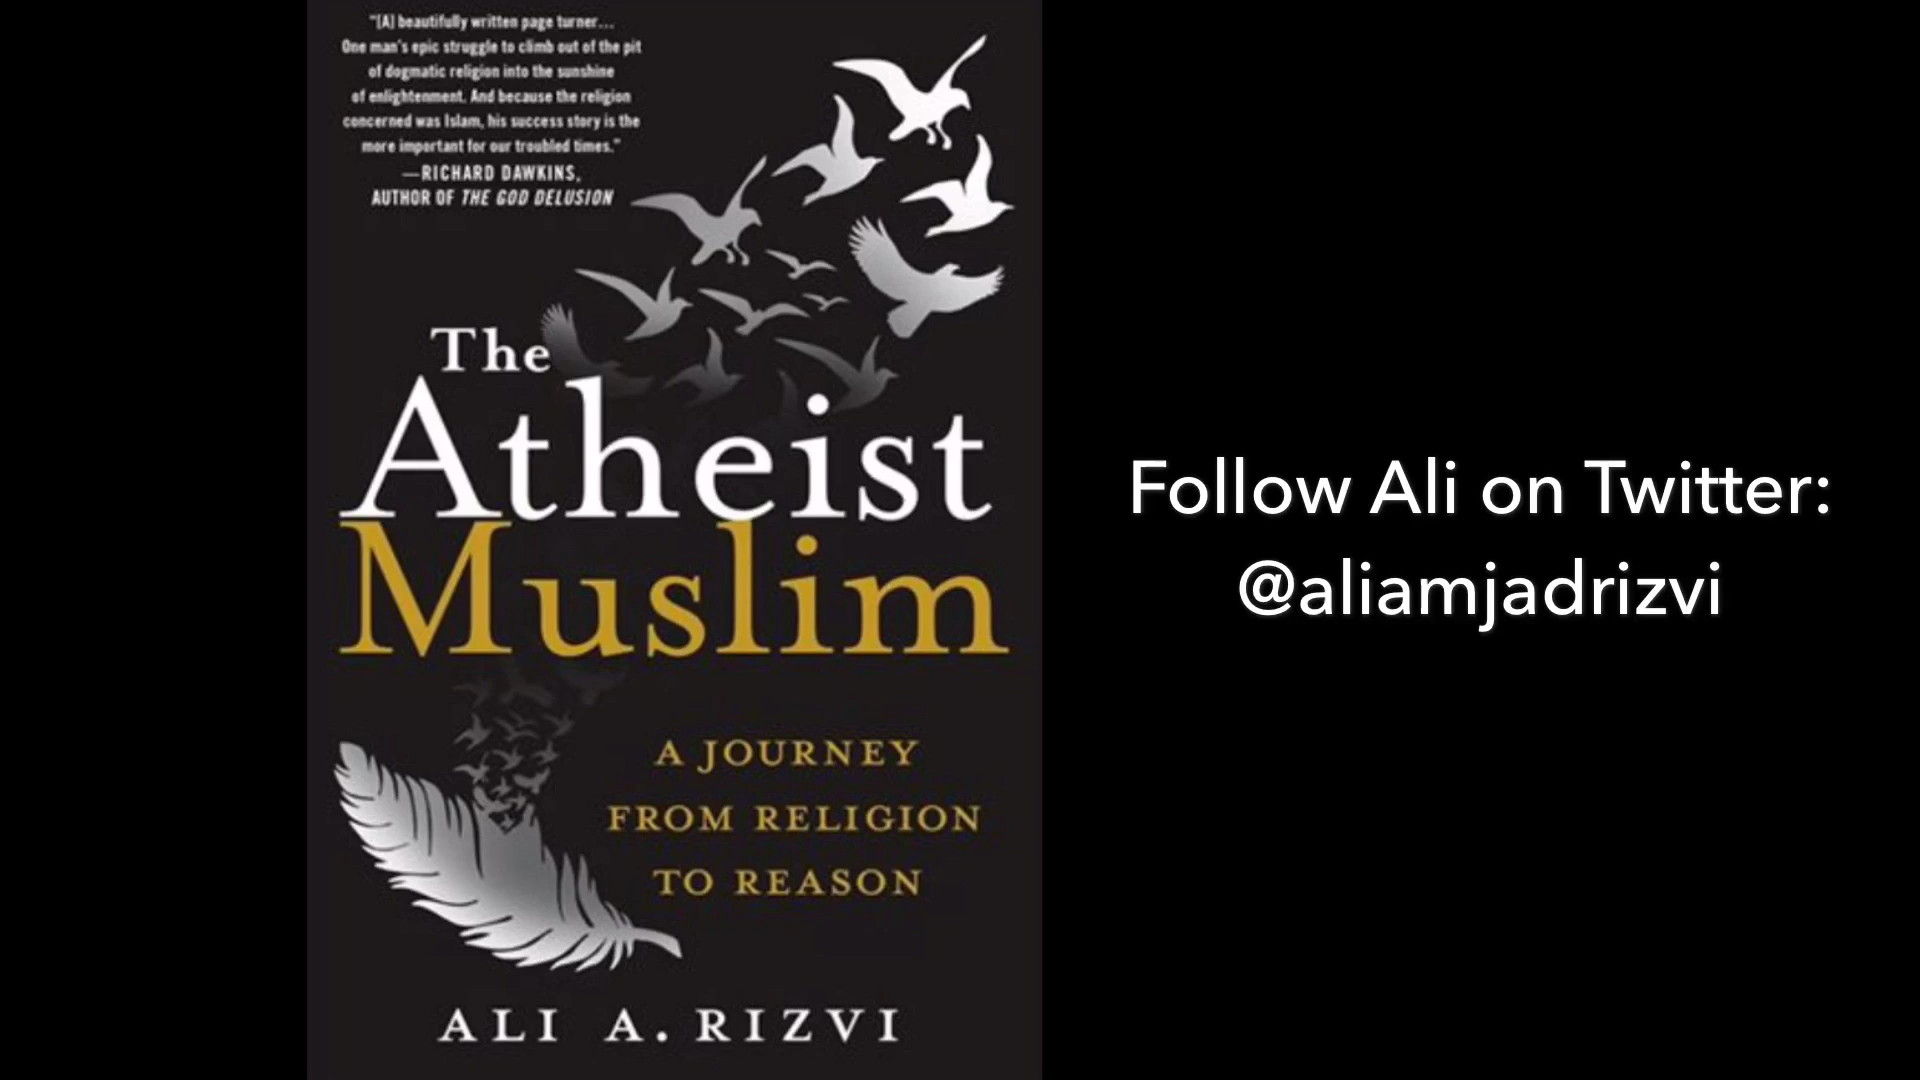 "[A] beautifully written page turner...
One man's epic struggle to climb out of the pit
of dogmatic religion into the sunshine
of enlightenment. And because the religion
concerned was Islam, his success story is the
more important for our troubled times."
—RICHARD DAWKINS,
AUTHOR OF THE GOD DELUSION
The
Atheist
Muslim
A JOURNEY
FROM RELIGION
TO REASON
ALI A. RIZVI
Follow Ali on Twitter:
@aliamjadrizvi